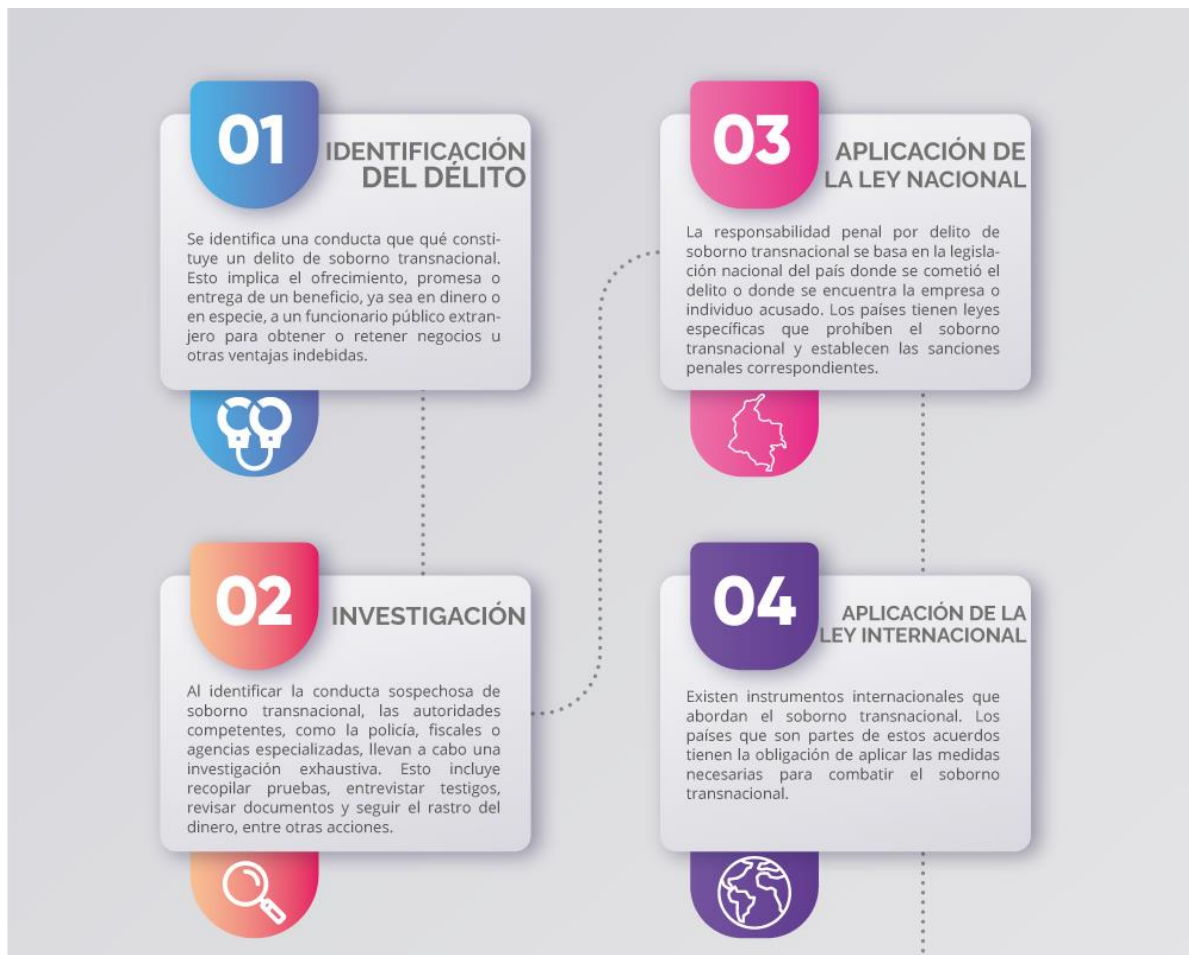 01
IDENTIFICACIÓN
DEL DÉLITO
Se identifica una conducta que qué consti-
tuye un delito de soborno transnacional.
Esto implica el ofrecimiento, promesa o
entrega de un beneficio, ya sea en dinero o
en especie, a un funcionario público extran-
jero para obtener o retener negocios u
otras ventajas indebidas.
02
INVESTIGACIÓN
Al identificar la conducta sospechosa de
soborno transnacional, las autoridades
competentes, como la policía, fiscales o
agencias especializadas, llevan a cabo una
investigación exhaustiva. Esto incluye
recopilar pruebas, entrevistar testigos,
revisar documentos y seguir el rastro del
dinero, entre otras acciones.
03
APLICACIÓN DE
LA LEY NACIONAL
La responsabilidad penal por delito de
soborno transnacional se basa en la legisla-
ción nacional del país donde se cometió el
delito o donde se encuentra la empresa o
individuo acusado. Los países tienen leyes
específicas que prohíben el soborno
transnacional y establecen las sanciones
penales correspondientes.
04
APLICACIÓN DE LA
LEY INTERNACIONAL
Existen instrumentos internacionales que
abordan el soborno transnacional. Los
países que son partes de estos acuerdos
tienen la obligación de aplicar las medidas
necesarias para combatir el soborno
transnacional.